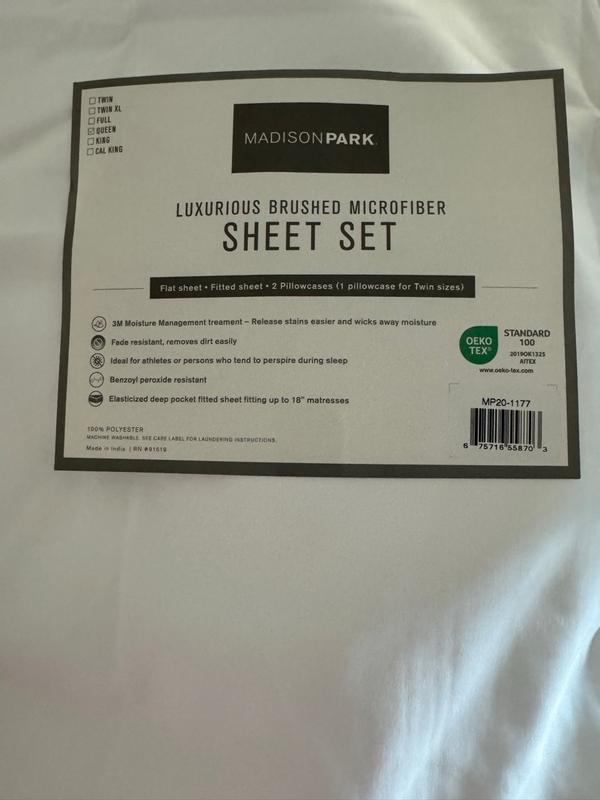 TWIN
TWIN XL
FULL
QUEEN
KING
CAL KING
MADISONPARK
LUXURIOUS BRUSHED MICROFIBER
SHEET SET
Flat sheet • Fitted sheet • 2 Pillowcases (1 pillowcase for Twin sizes)
3M Moisture Management treament – Release stains easier and wicks away moisture
Fade resistant, removes dirt easily
Ideal for athletes or persons who tend to perspire during sleep
Benzoyl peroxide resistant
Elasticized deep pocket fitted sheet fitting up to 18" matresses
OEKO
TEX®
STANDARD
100
2019OK1325
AITEX
www.oeko-tex.com
MP20-1177
6 75716 55870 3
100% POLYESTER
MACHINE WASHABLE. SEE CARE LABEL FOR LAUNDERING INSTRUCTIONS.
Made in India | RN #91519